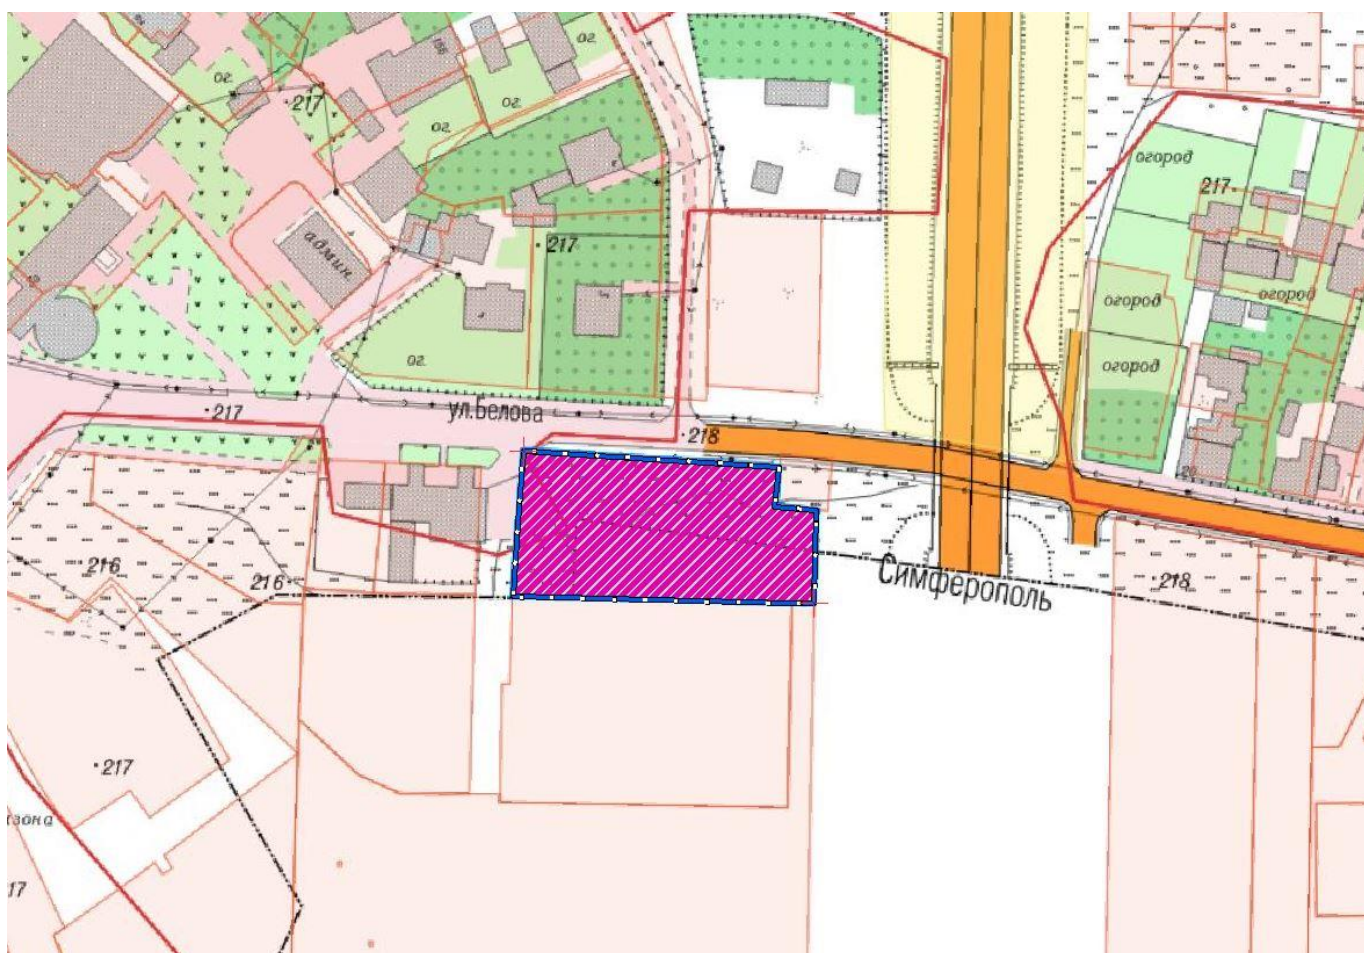 ог.
ог.
217
ог.
ог.
огород
217
админ
217
огород
огород
огород
ог.
217
ул.Белова
218
216
216
Симферополь
218
217
зона
17